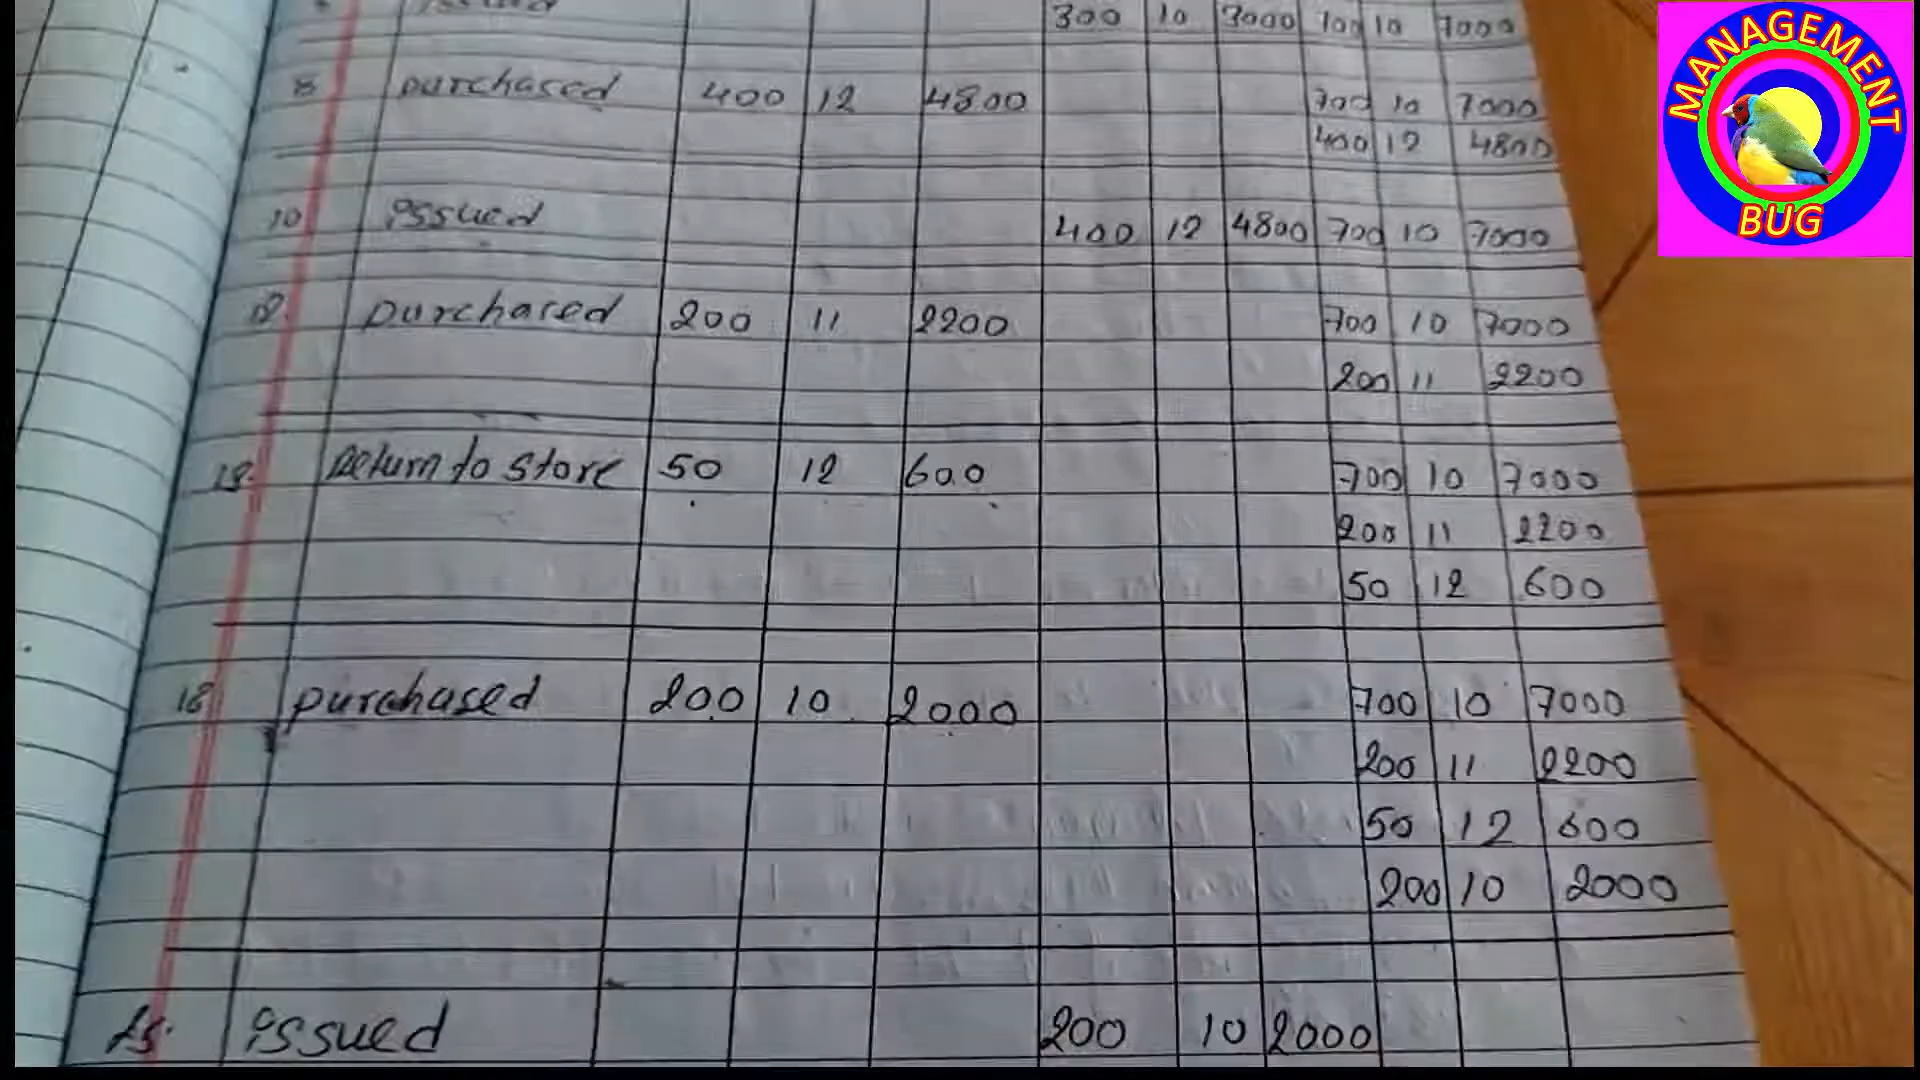 issued 300 10 3000 700 10 7000
8 purchased 400 12 4800 700 10 7000
400 12 4800
10 issued 400 12 4800 700 10 7000
purchased 200 11 2200 700 10 7000
200 11 2200
Return to store 50 12 600 700 10 7000
200 11 2200
50 12 600
18 purchased 200 10 2000 700 10 7000
200 11 2200
50 12 600
200 10 2000
issued 200 10 2000
MANAGEMENT
BUG